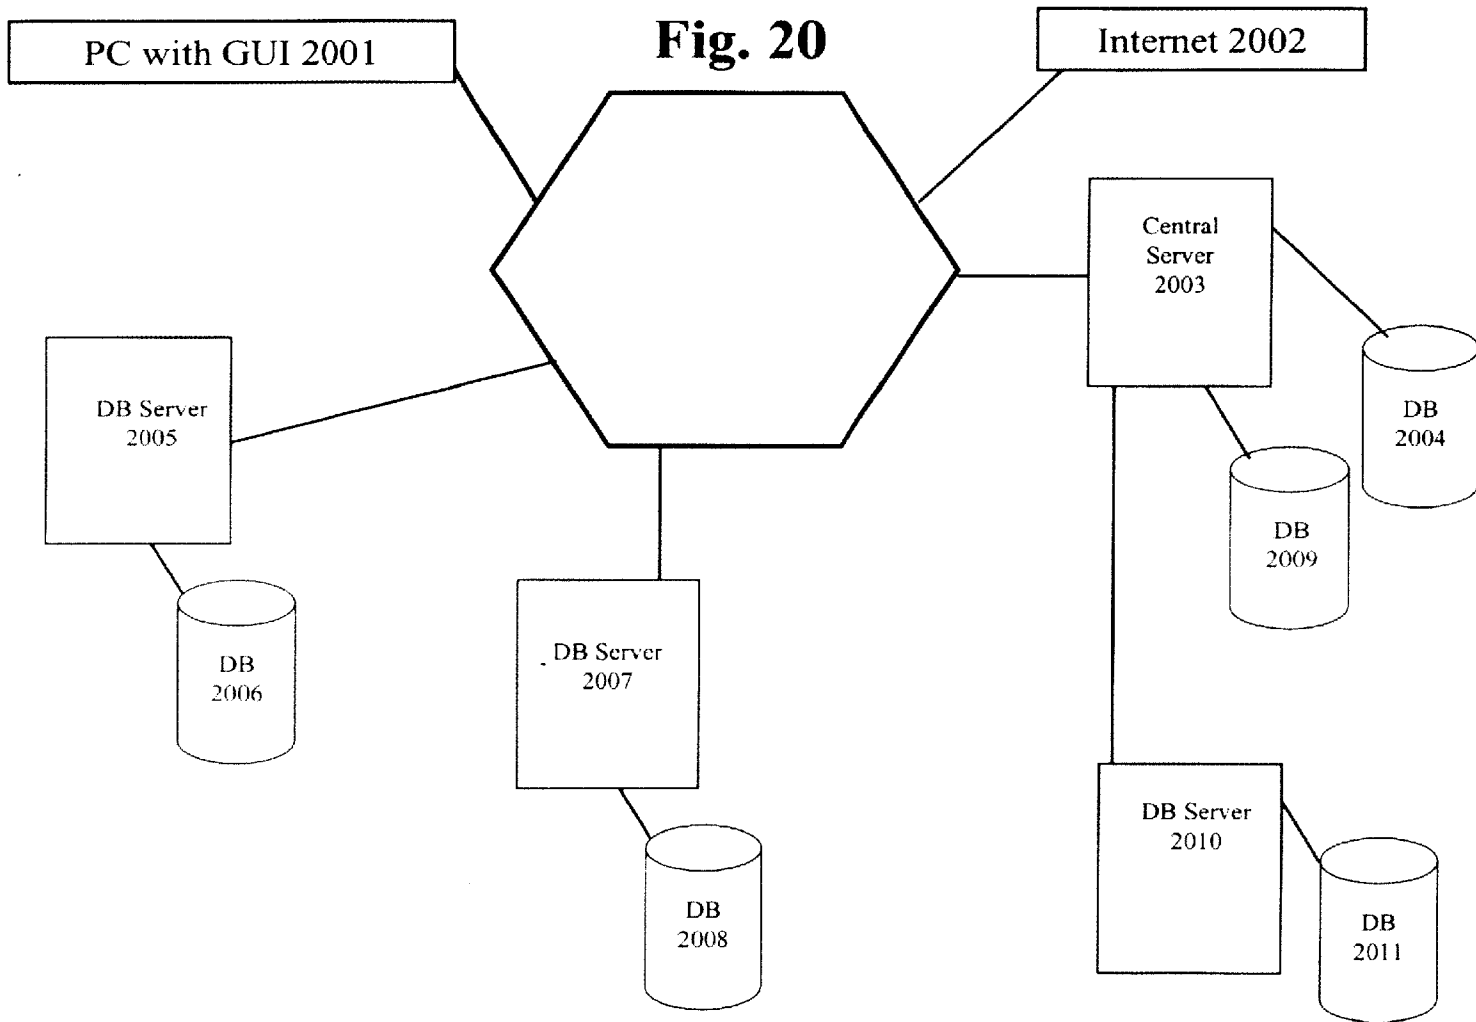 Fig. 20
PC with GUI 2001
Internet 2002
Central
Server
2003
DB
2004
DB Server
2005
DB
2009
DB
2006
DB Server
2007
DB Server
2010
DB
2008
DB
2011